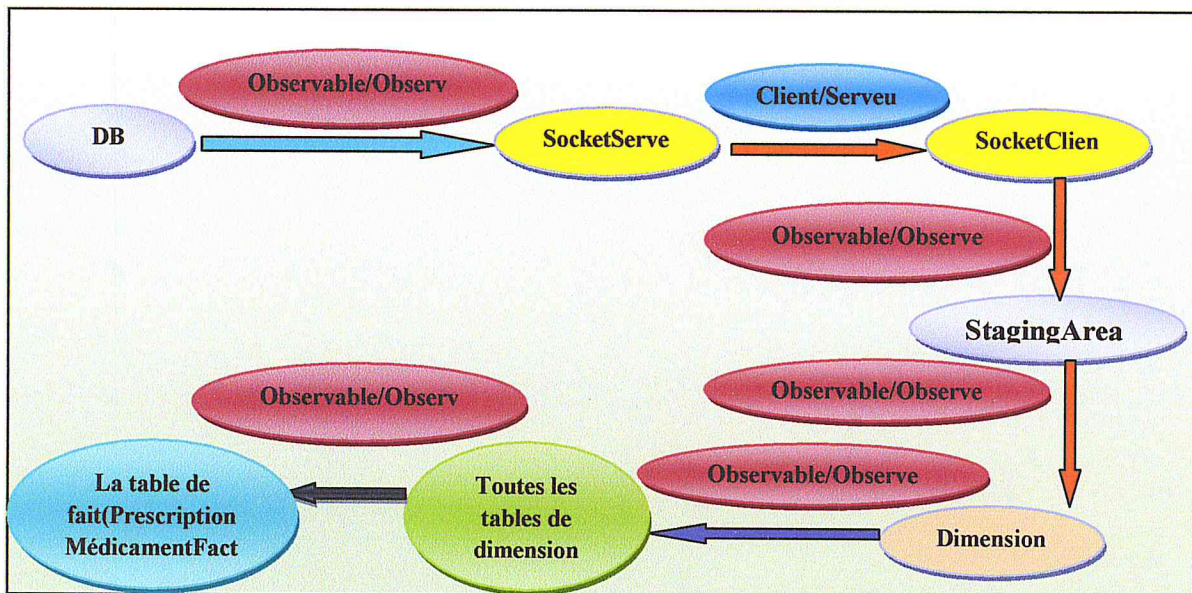 Observable/Observ
Client/Serveu
DB
SocketServe
SocketClien
Observable/Observe
StagingArea
Observable/Observe
Observable/Observ
Observable/Observe
La table de
fait(Prescription
MédicamentFact
Toutes les
tables de
dimension
Dimension